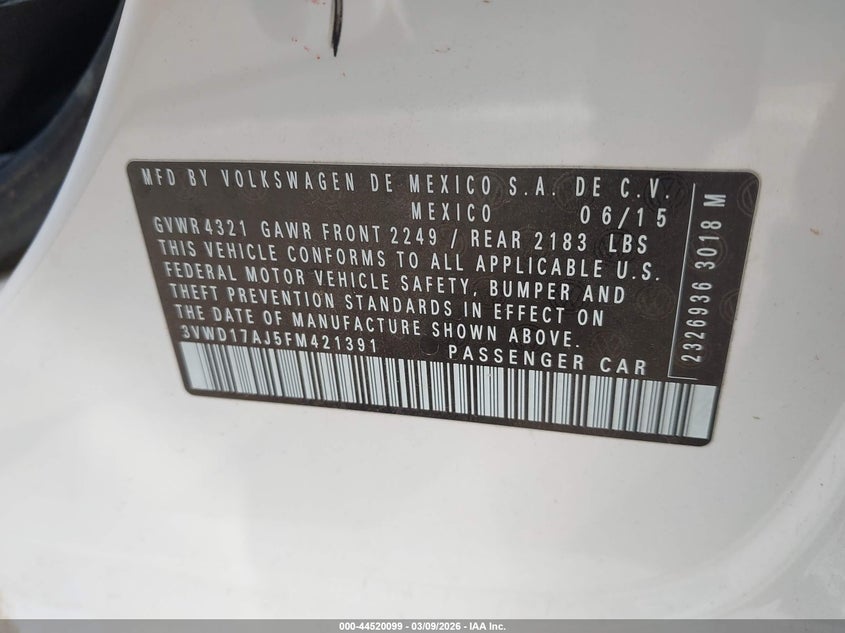 MFD BY VOLKSWAGEN DE MEXICO S.A. DE C.V.
MEXICO 06/15
GVWR 4321 GAWR FRONT 2249 / REAR 2183 LBS
THIS VEHICLE CONFORMS TO ALL APPLICABLE U.S.
FEDERAL MOTOR VEHICLE SAFETY, BUMPER AND
THEFT PREVENTION STANDARDS IN EFFECT ON
THE DATE OF MANUFACTURE SHOWN ABOVE.
3VWD17AJ5FM421391 PASSENGER CAR
2326936 3018 M
000-44520099 | 03/09/2026 | IAA Inc.